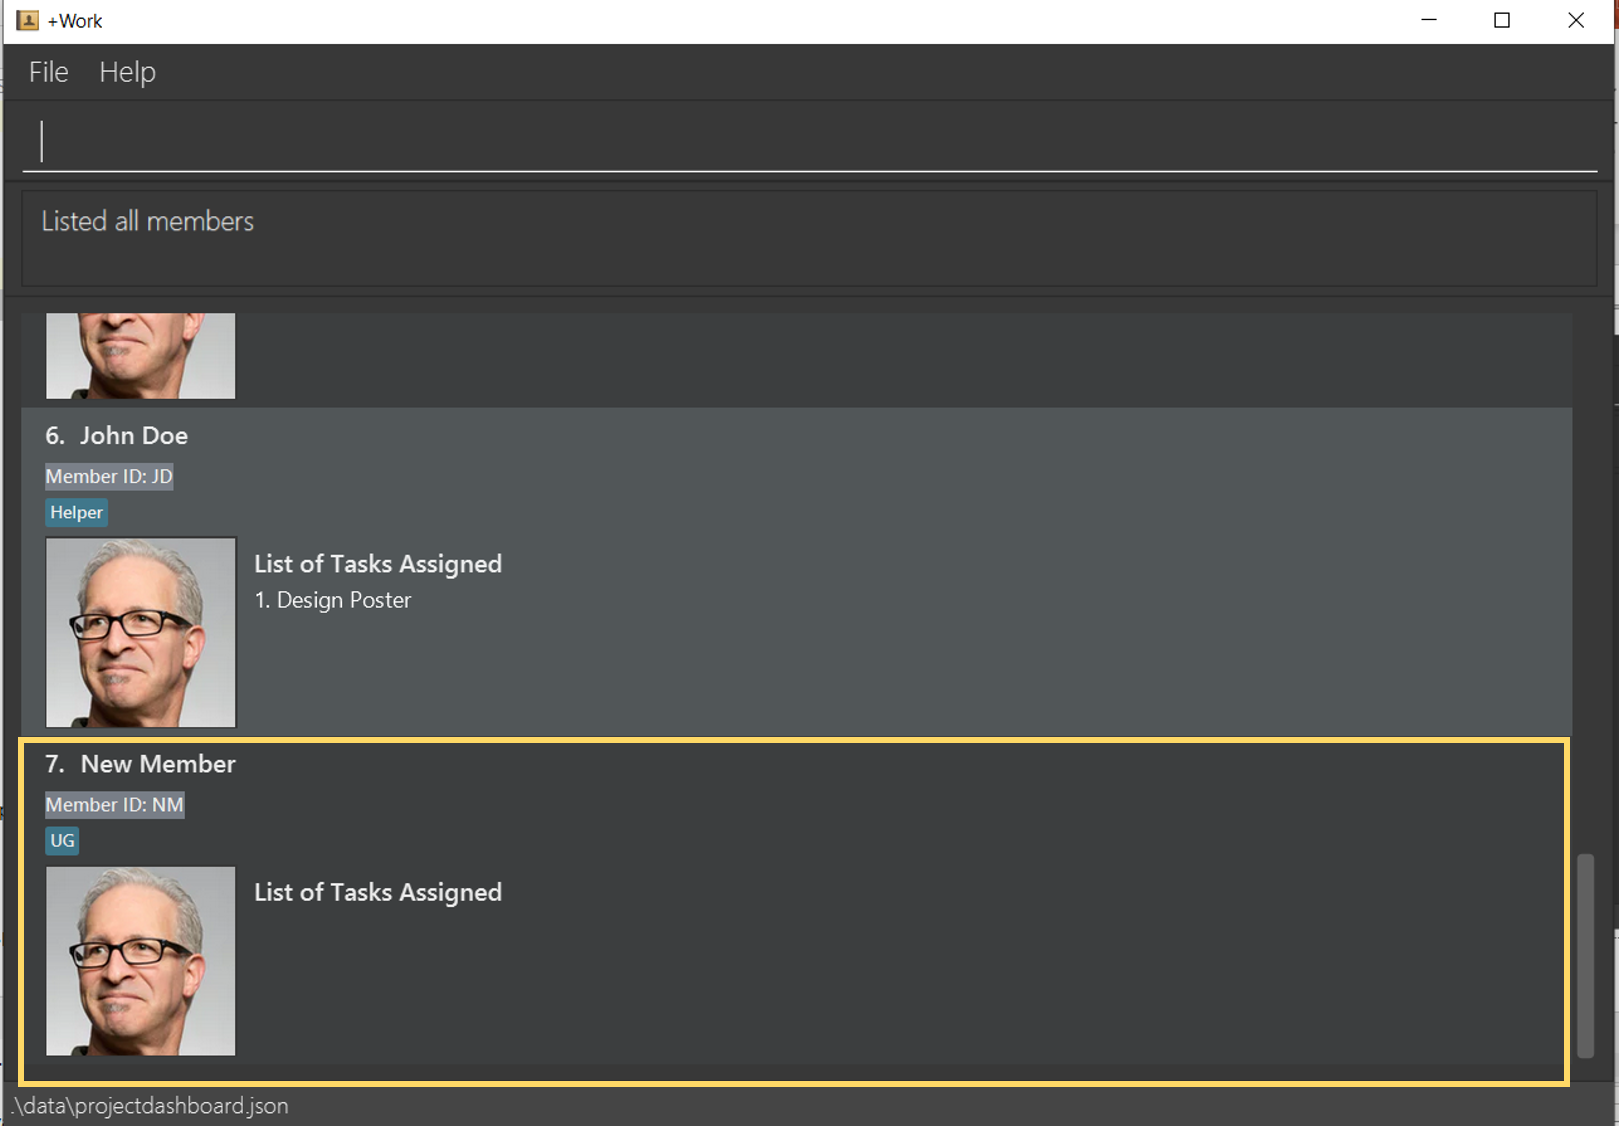 +Work
File Help
Listed all members
6. John Doe
Member ID: JD
Helper
List of Tasks Assigned
1. Design Poster
7. New Member
Member ID: NM
UG
List of Tasks Assigned
.\data\projectdashboard.json